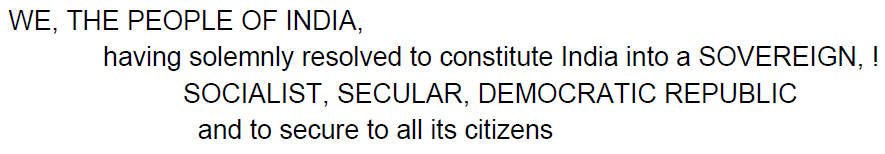 WE, THE PEOPLE OF INDIA,
having solemnly resolved to constitute India into a SOVEREIGN, !
SOCIALIST, SECULAR, DEMOCRATIC REPUBLIC
and to secure to all its citizens